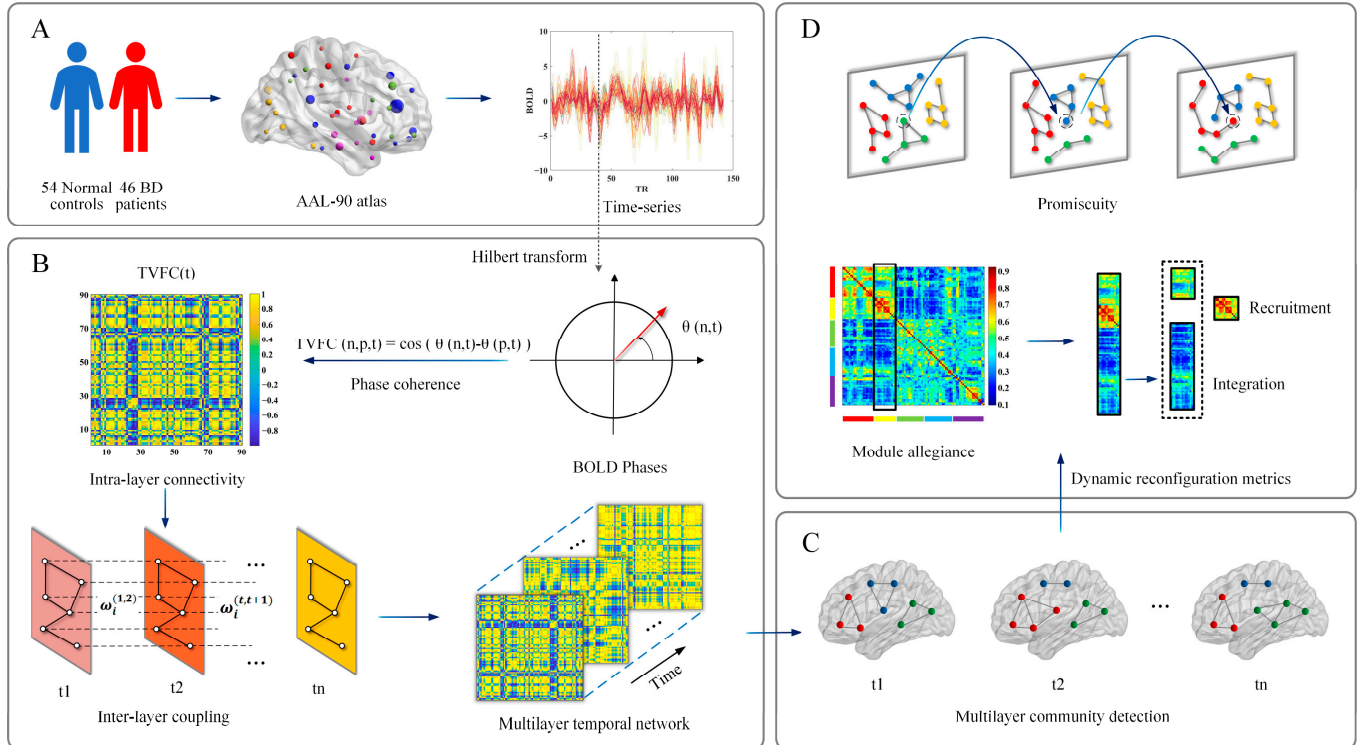 A
54 Normal
controls
46 BD
patients
AAL-90 atlas
10
5
0
-5
-10
BOLD
0
50
100
150
TR
Time-series
B
TVFC(t)
90
70
50
30
10
10
30
50
60
70
90
1
0.8
0.6
0.4
0.2
0
-0.2
-0.4
-0.6
-0.8
Intra-layer connectivity
TVFC (n,p,t) = cos ( θ (n,t)-θ (p,t) )
Phase coherence
Hilbert transform
θ (n,t)
BOLD Phases
ω_i^(1,2)
ω_i^(t,t+1)
...
...
t1
t2
tn
Inter-layer coupling
...
...
Time
Multilayer temporal network
C
...
t1
t2
tn
Multilayer community detection
D
Promiscuity
0.9
0.8
0.7
0.6
0.5
0.4
0.3
0.2
0.1
Module allegiance
Recruitment
Integration
Dynamic reconfiguration metrics